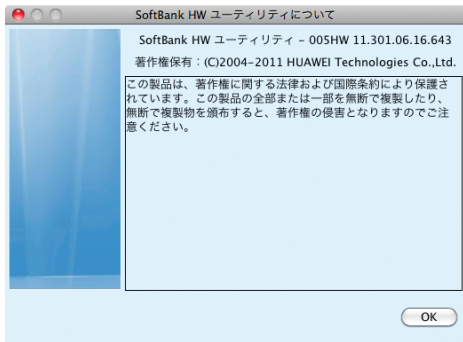 SoftBank HW ユーティリティについて
SoftBank HW ユーティリティ – 005HW 11.301.06.16.643
著作権保有：(C)2004-2011 HUAWEI Technologies Co.,Ltd.
この製品は、著作権に関する法律および国際条約により保護さ
れています。この製品の全部または一部を無断で複製したり、
無断で複製物を頒布すると、著作権の侵害となりますのでご注
意ください。
OK